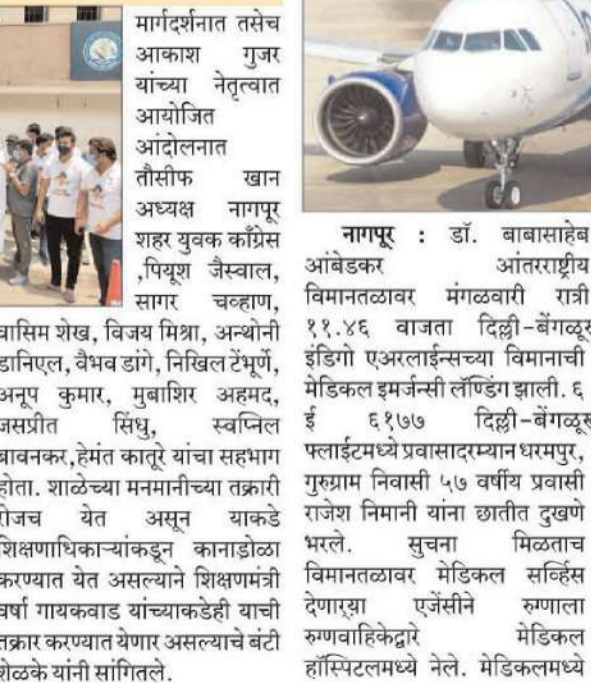 मार्गदर्शनात तसेच
आकाश गुजर
यांच्या नेतृत्वात
आयोजित
आंदोलनात
तौसीफ खान
अध्यक्ष नागपूर
शहर युवक काँग्रेस
,पियूश जैस्वाल,
सागर चव्हाण,
वासिम शेख, विजय मिश्रा, अन्थोनी
डानिएल, वैभव डांगे, निखिल टेंभूर्णे,
अनूप कुमार, मुबाशिर अहमद,
जसप्रीत सिंधु, स्वप्निल
बावनकर,हेमंत कातूरे यांचा सहभाग
होता. शाळेच्या मनमानीच्या तक्रारी
रोजच येत असून याकडे
शिक्षणाधिकाऱ्यांकडून कानाडोळा
करण्यात येत असल्याने शिक्षणमंत्री
वर्षा गायकवाड यांच्याकडेही याची
तक्रार करण्यात येणार असल्याचे बंटी
शेळके यांनी सांगितले.
नागपूर : डॉ. बाबासाहेब
आंबेडकर आंतरराष्ट्रीय
विमानतळावर मंगळवारी रात्री
११.४६ वाजता दिल्ली-बेंगळूर
इंडिगो एअरलाईन्सच्या विमानाची
मेडिकल इमर्जन्सी लॅण्डिंग झाली. ६
ई ६१७७ दिल्ली-बेंगळूर
फ्लाईटमध्ये प्रवासादरम्यान धरमपुर,
गुरुग्राम निवासी ५७ वर्षीय प्रवासी
राजेश निमानी यांना छातीत दुखणे
भरले. सुचना मिळताच
विमानतळावर मेडिकल सर्व्हिस
देणाऱ्या एजेंसीने रुग्णाला
रुग्णवाहिकेद्वारे मेडिकल
हॉस्पिटलमध्ये नेले. मेडिकलमध्ये